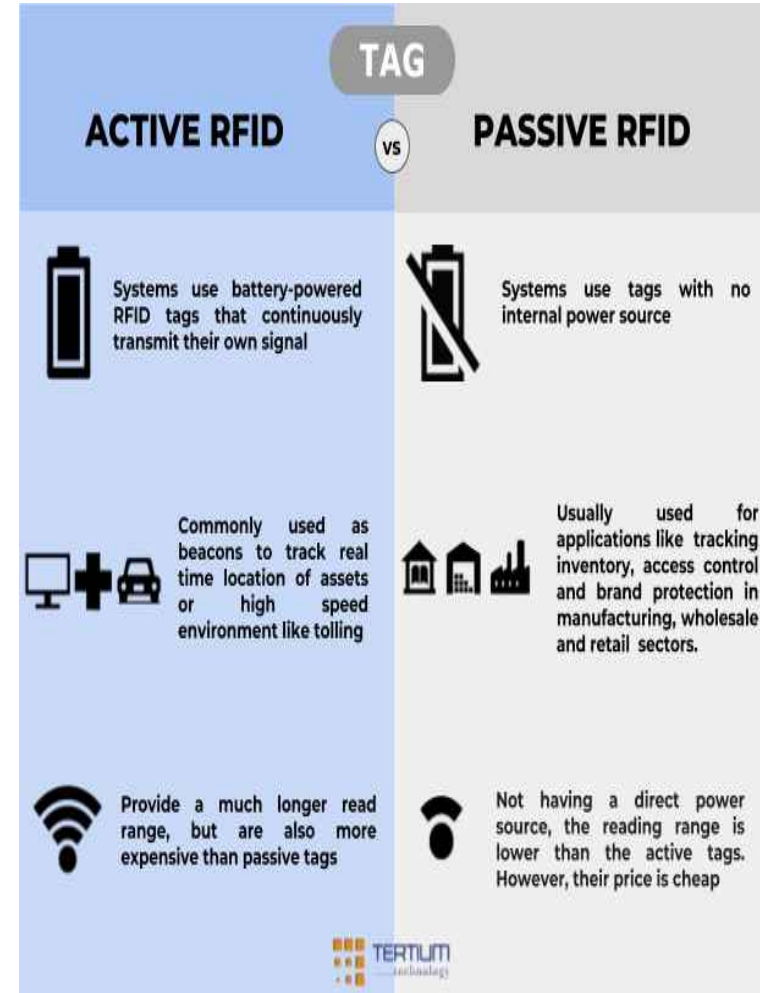 TAG
ACTIVE RFID
vs
PASSIVE RFID
Systems use battery-powered
RFID tags that continuously
transmit their own signal
Systems use tags with no
internal power source
Commonly used as
beacons to track real
time location of assets
or high speed
environment like tolling
Usually used for
applications like tracking
inventory, access control
and brand protection in
manufacturing, wholesale
and retail sectors.
Provide a much longer read
range, but are also more
expensive than passive tags
Not having a direct power
source, the reading range is
lower than the active tags.
However, their price is cheap
TERTIUM
technology